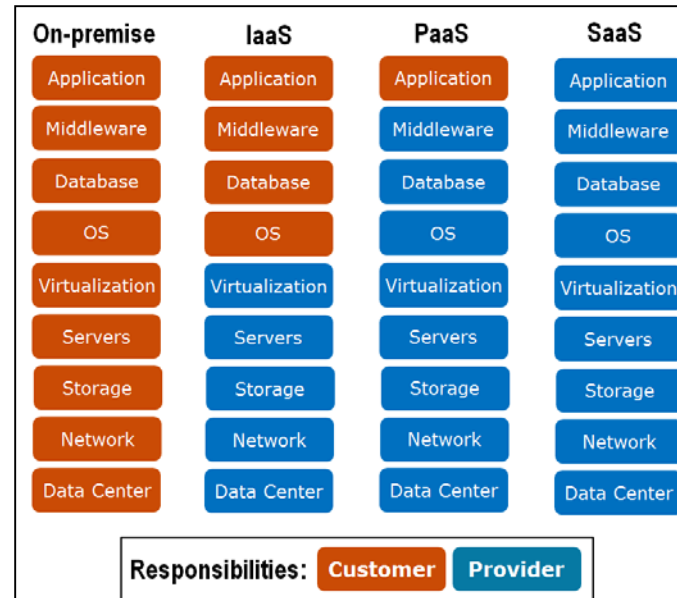 On-premise IaaS PaaS SaaS
Application Application Application Application
Middleware Middleware Middleware Middleware
Database Database Database Database
OS OS OS OS
Virtualization Virtualization Virtualization Virtualization
Servers Servers Servers Servers
Storage Storage Storage Storage
Network Network Network Network
Data Center Data Center Data Center Data Center
Responsibilities: Customer Provider